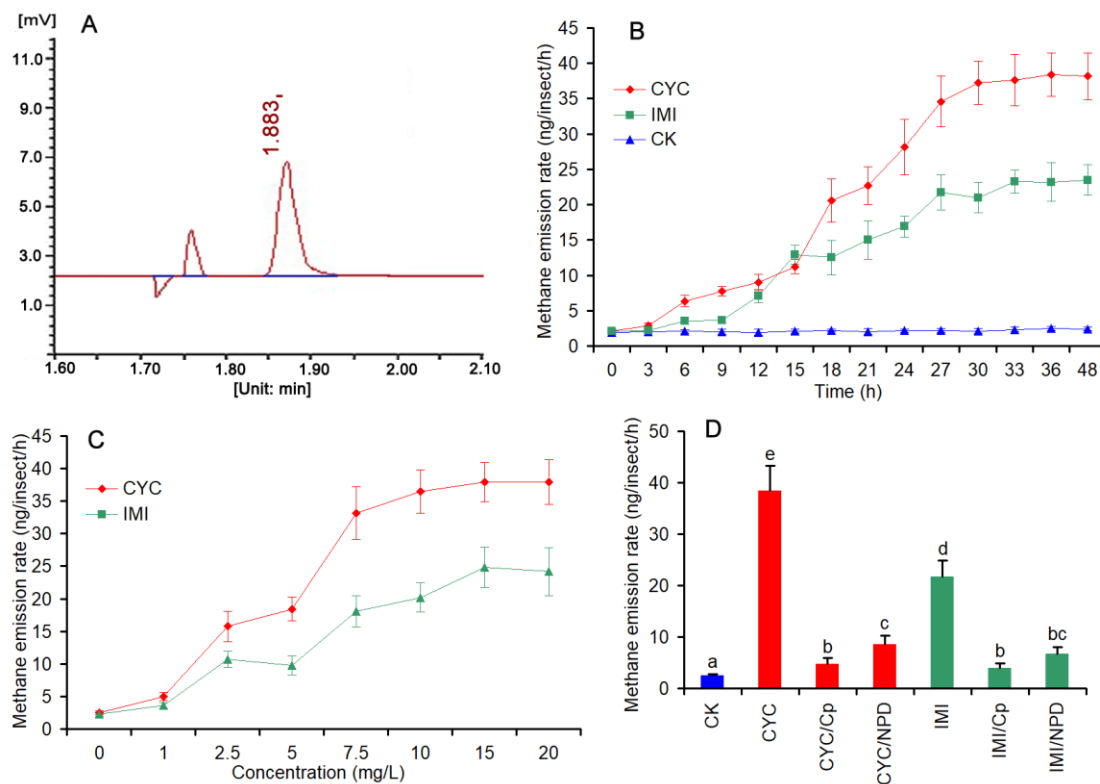 A
[mV]
11.0
9.0
7.0
5.0
3.0
1.0
1.883
1.60 1.70 1.80 1.90 2.00 2.10
[Unit: min]
B
Methane emission rate (ng/insect/h)
45
40
35
30
25
20
15
10
5
0
CYC
IMI
CK
0 3 6 9 12 15 18 21 24 27 30 33 36 48
Time (h)
C
Methane emission rate (ng/insect/h)
45
40
35
30
25
20
15
10
5
0
CYC
IMI
0 1 2.5 5 7.5 10 15 20
Concentration (mg/L)
D
Methane emission rate (ng/insect/h)
50
40
30
20
10
0
a e b c d b bc
CK
CYC
CYC/Cp
CYC/NPD
IMI
IMI/Cp
IMI/NPD